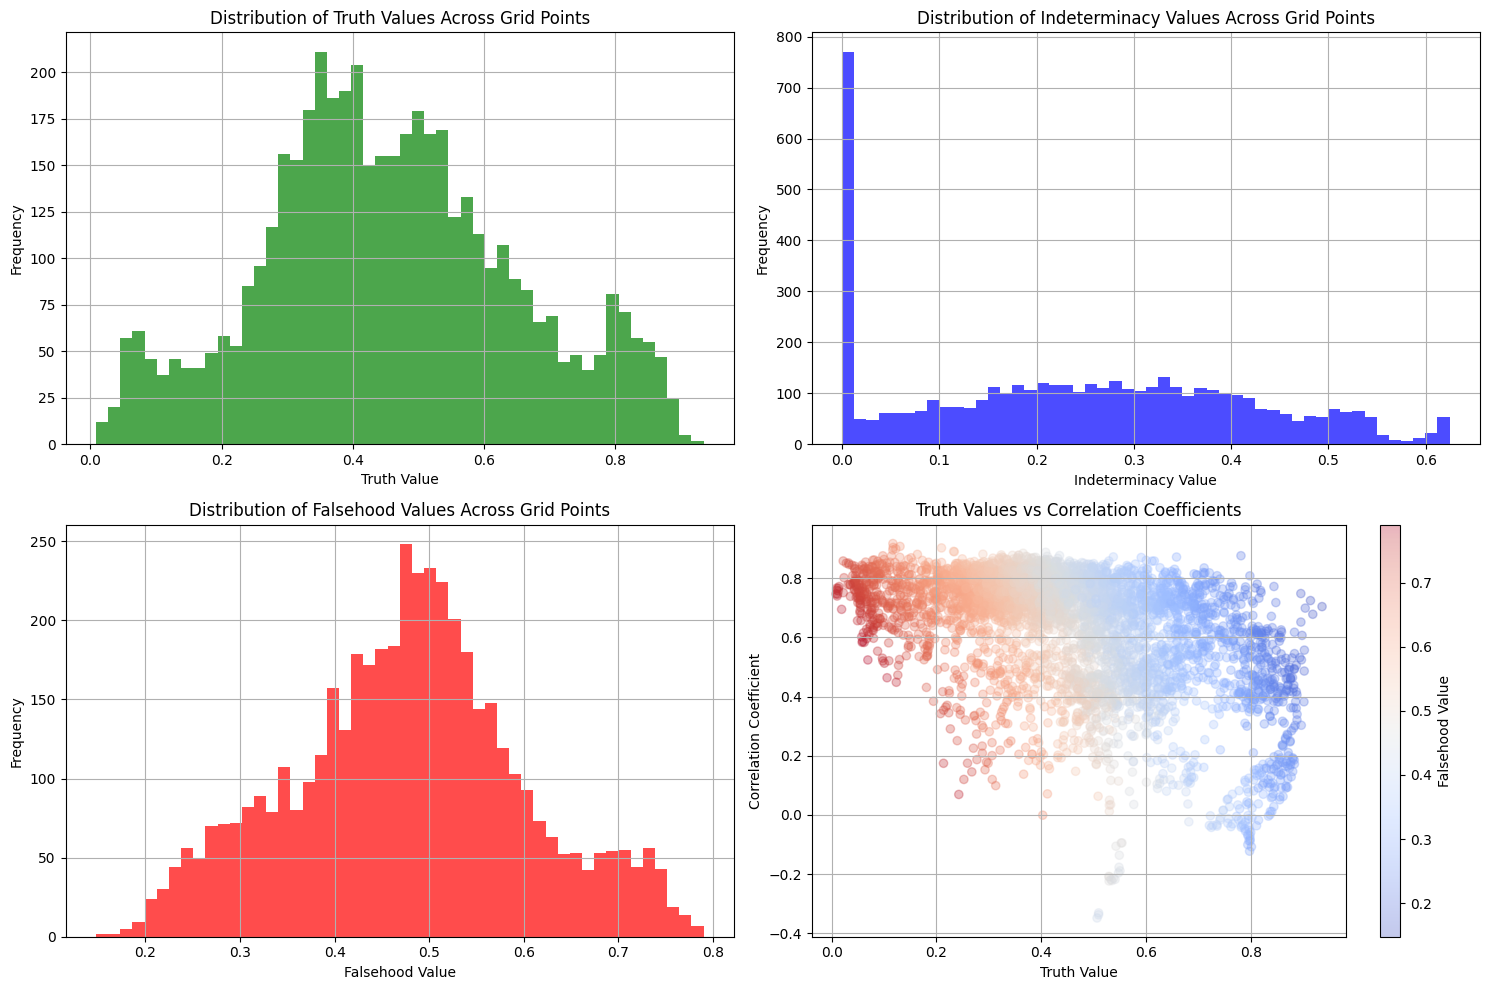 Distribution of Truth Values Across Grid Points
Frequency
200
175
150
125
100
75
50
25
0
0.0 0.2 0.4 0.6 0.8
Truth Value
Distribution of Indeterminacy Values Across Grid Points
Frequency
800
700
600
500
400
300
200
100
0
0.0 0.1 0.2 0.3 0.4 0.5 0.6
Indeterminacy Value
Distribution of Falsehood Values Across Grid Points
Frequency
250
200
150
100
50
0
0.2 0.3 0.4 0.5 0.6 0.7 0.8
Falsehood Value
Truth Values vs Correlation Coefficients
Correlation Coefficient
0.8
0.6
0.4
0.2
0.0
−0.2
−0.4
0.0 0.2 0.4 0.6 0.8
Truth Value
0.7
0.6
0.5
0.4
0.3
0.2
Falsehood Value